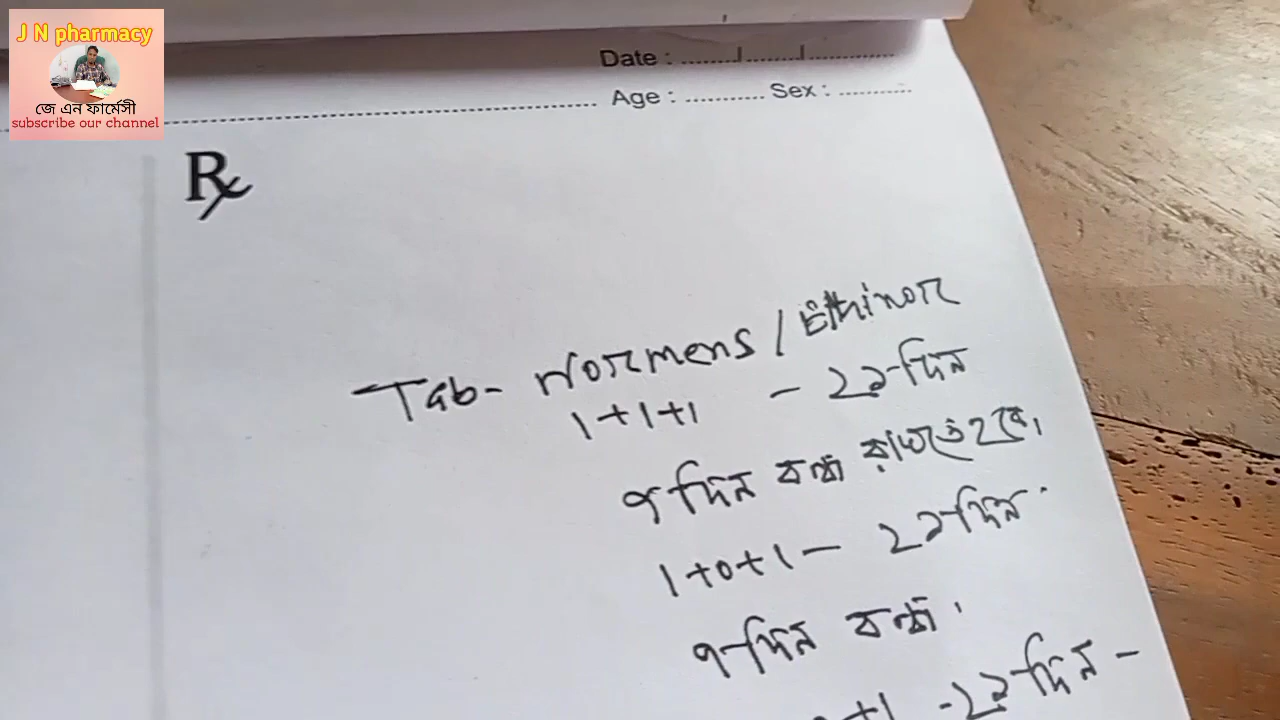 J N pharmacy
জে এন ফার্মেসী
subscribe our channel
Date : ........|........|............
Age : ........... Sex : ...........
Rx
Tab- Normens / Ethinor
1+1+1 – ২১-দিন
৭ দিন বন্ধ রাখতে হবে।
1+0+1 – ২১-দিন.
৭-দিন বন্ধ।
+1 -২১-দিন –